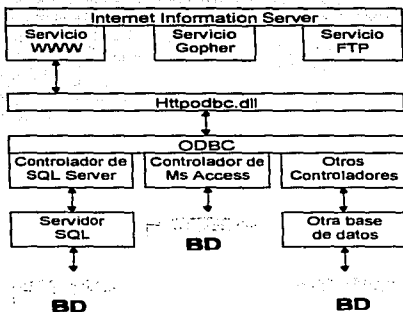 Internet Information Server
Servicio WWW
Servicio Gopher
Servicio FTP
Httpodbc.dll
ODBC
Controlador de SQL Server
Controlador de Ms Access
Otros Controladores
Servidor SQL
BD
Otra base de datos
BD
BD